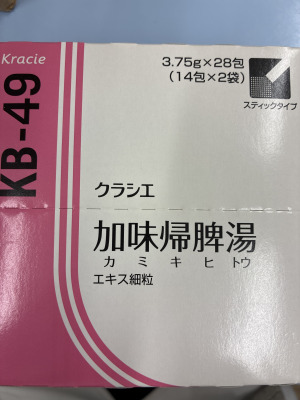 Kracie
KB-49
3.75g×28包
(14包×2袋)
スティックタイプ
クラシエ
加味帰脾湯
カミキヒトウ
エキス細粒